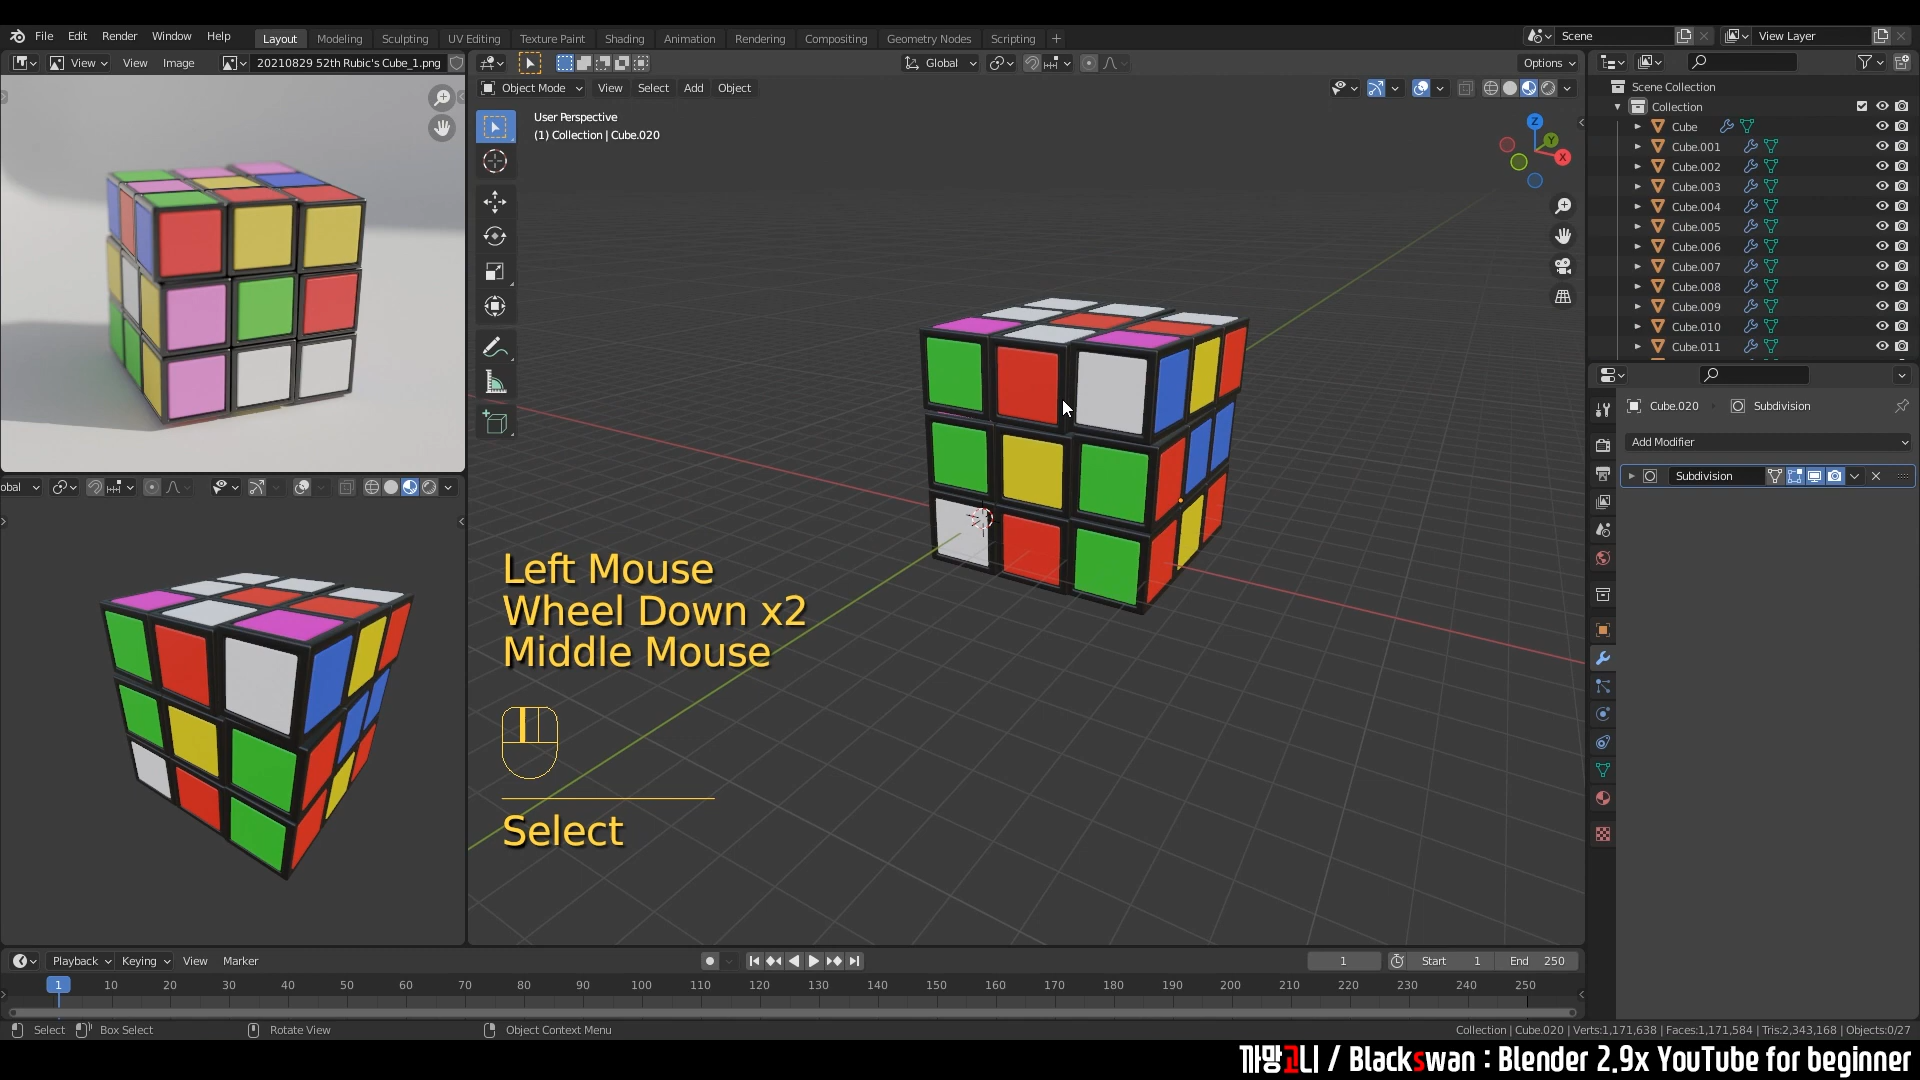 File Edit Render Window Help
Layout Modeling Sculpting UV Editing Texture Paint Shading Animation Rendering Compositing Geometry Nodes Scripting +
Scene
View Layer
View View Image 20210829 52th Rubic's Cube_1.png
Global
Options
Object Mode View Select Add Object
User Perspective
(1) Collection | Cube.020
Z
Y
X
Scene Collection
Collection
Cube
Cube.001
Cube.002
Cube.003
Cube.004
Cube.005
Cube.006
Cube.007
Cube.008
Cube.009
Cube.010
Cube.011
Cube.020 Subdivision
Add Modifier
Subdivision
obal
Left Mouse
Wheel Down x2
Middle Mouse
Select
Playback Keying View Marker
1 Start 1 End 250
1 10 20 30 40 50 60 70 80 90 100 110 120 130 140 150 160 170 180 190 200 210 220 230 240 250
Select Box Select Rotate View Object Context Menu
Collection | Cube.020 | Verts:1,171,638 | Faces:1,171,584 | Tris:2,343,168 | Objects:0/27
까망고니 / Blackswan : Blender 2.9x YouTube for beginner